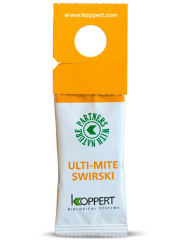 www.koppert.com
PARTNERS WITH NATURE
ULTI-MITE
SWIRSKI
KOPPERT
BIOLOGICAL SYSTEMS